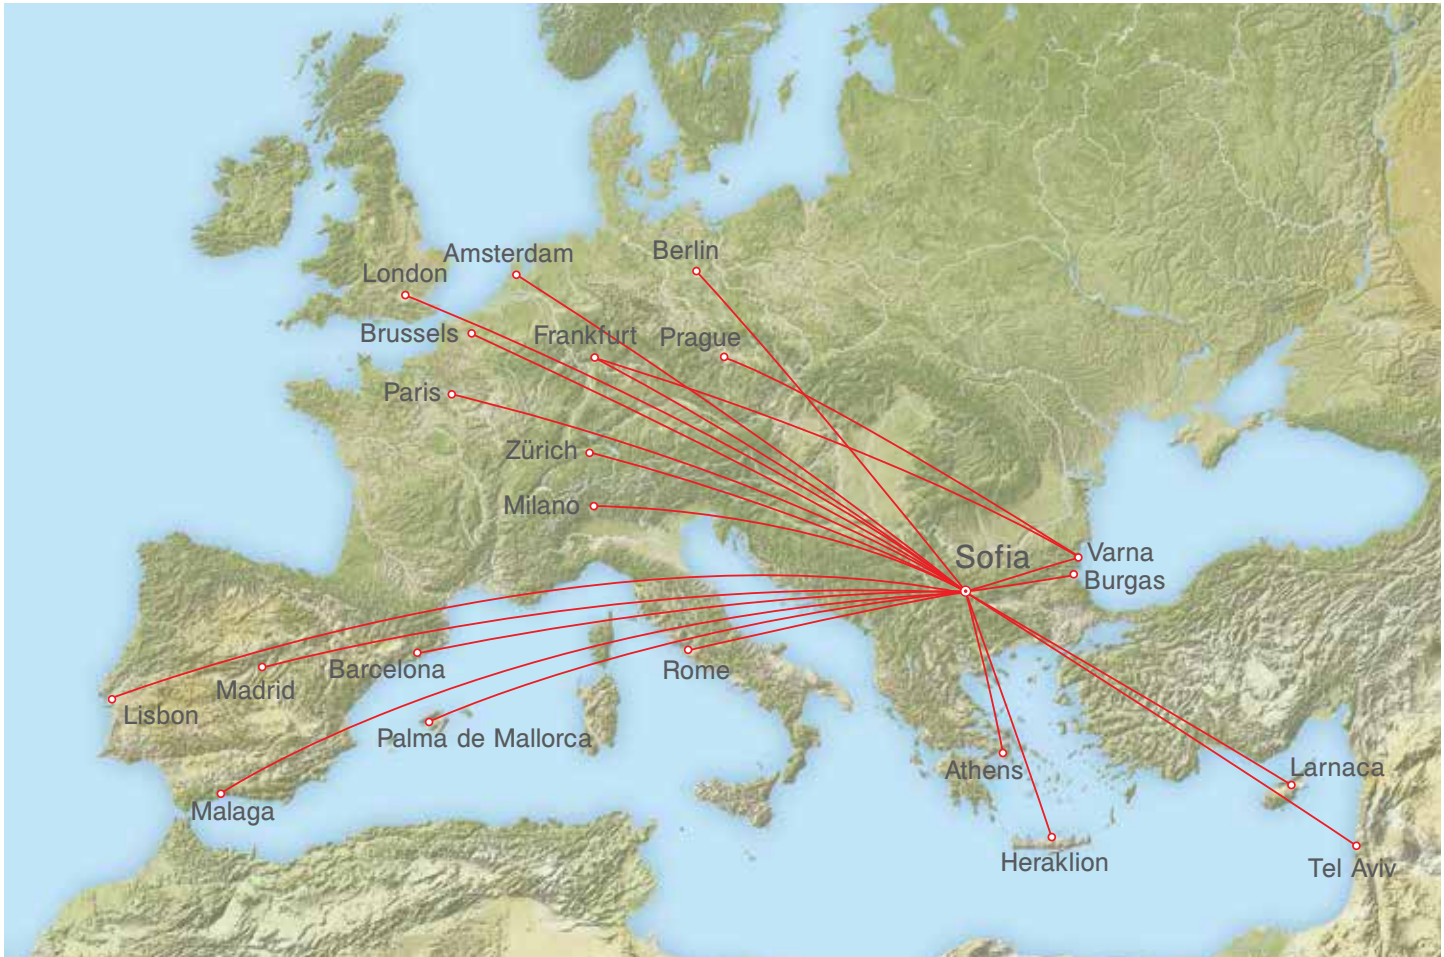 Amsterdam
Berlin
London
Brussels
Frankfurt
Prague
Paris
Zürich
Milano
Sofia
Varna
Burgas
Barcelona
Rome
Madrid
Lisbon
Palma de Mallorca
Athens
Larnaca
Malaga
Heraklion
Tel Aviv